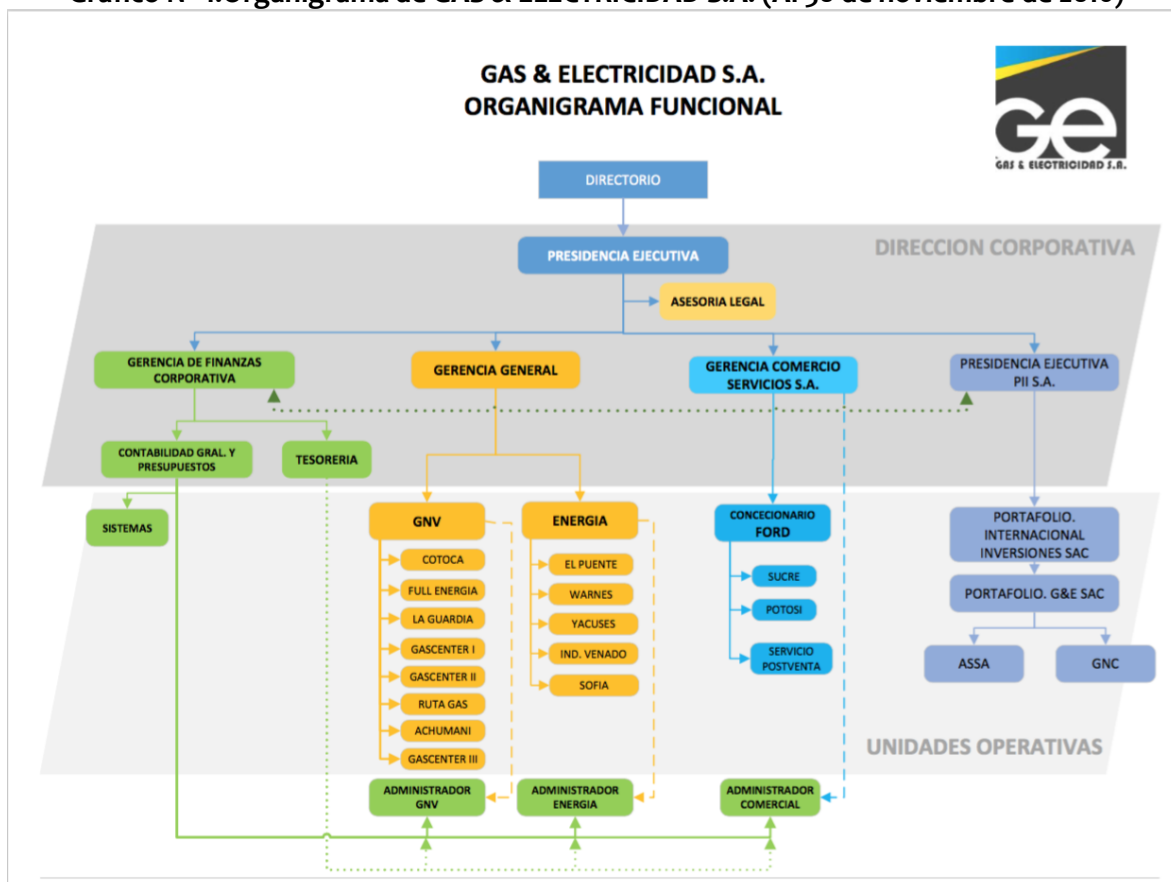 GAS & ELECTRICIDAD S.A.
ORGANIGRAMA FUNCIONAL
GE
GAS & ELECTRICIDAD S.A.
DIRECTORIO
DIRECCION CORPORATIVA
PRESIDENCIA EJECUTIVA
ASESORIA LEGAL
GERENCIA DE FINANZAS
CORPORATIVA
GERENCIA GENERAL
GERENCIA COMERCIO
SERVICIOS S.A.
PRESIDENCIA EJECUTIVA
PII S.A.
CONTABILIDAD GRAL. Y
PRESUPUESTOS
TESORERIA
SISTEMAS
GNV
COTOCA
FULL ENERGIA
LA GUARDIA
GASCENTER I
GASCENTER II
RUTA GAS
ACHUMANI
GASCENTER III
ENERGIA
EL PUENTE
WARNES
YACUSES
IND. VENADO
SOFIA
CONCECIONARIO
FORD
SUCRE
POTOSI
SERVICIO
POSTVENTA
PORTAFOLIO.
INTERNACIONAL
INVERSIONES SAC
PORTAFOLIO. G&E SAC
ASSA
GNC
UNIDADES OPERATIVAS
ADMINISTRADOR
GNV
ADMINISTRADOR
ENERGIA
ADMINISTRADOR
COMERCIAL